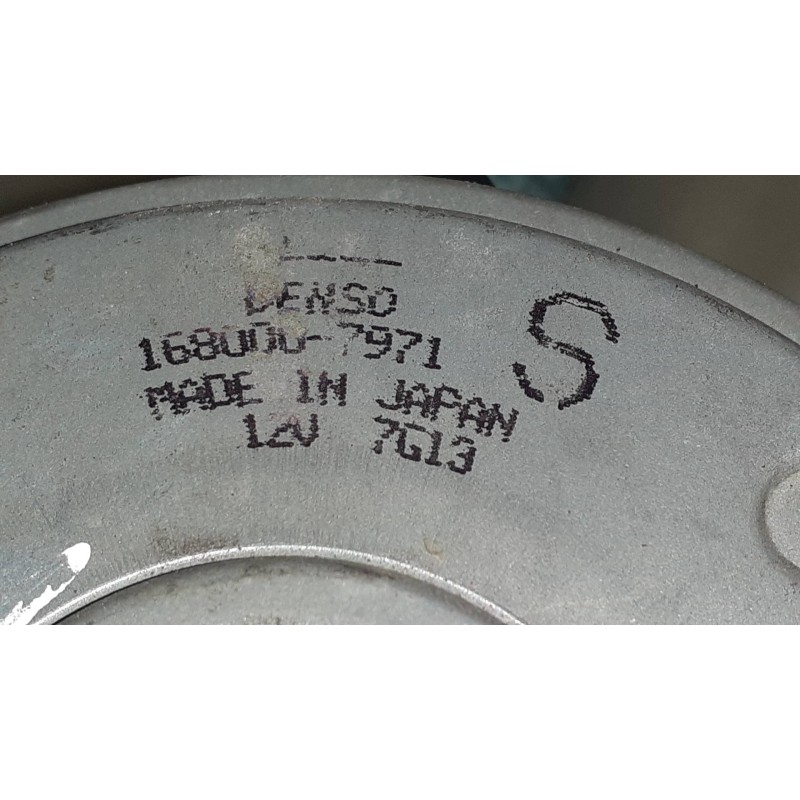 DENSO
168000-7971
MADE IN JAPAN
12V 7G13
S